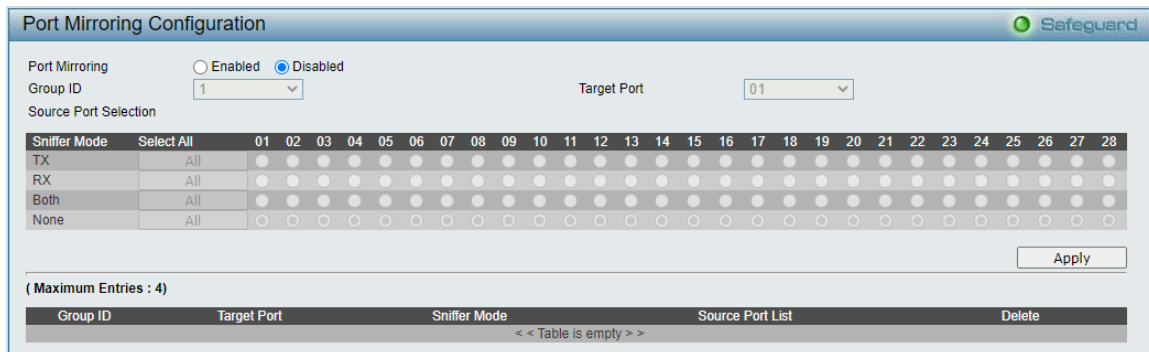 Port Mirroring Configuration Safeguard
Port Mirroring Enabled Disabled
Group ID 1 Target Port 01
Source Port Selection
Sniffer Mode Select All 01 02 03 04 05 06 07 08 09 10 11 12 13 14 15 16 17 18 19 20 21 22 23 24 25 26 27 28
TX All
RX All
Both All
None All
Apply
( Maximum Entries : 4)
Group ID Target Port Sniffer Mode Source Port List Delete
< < Table is empty > >